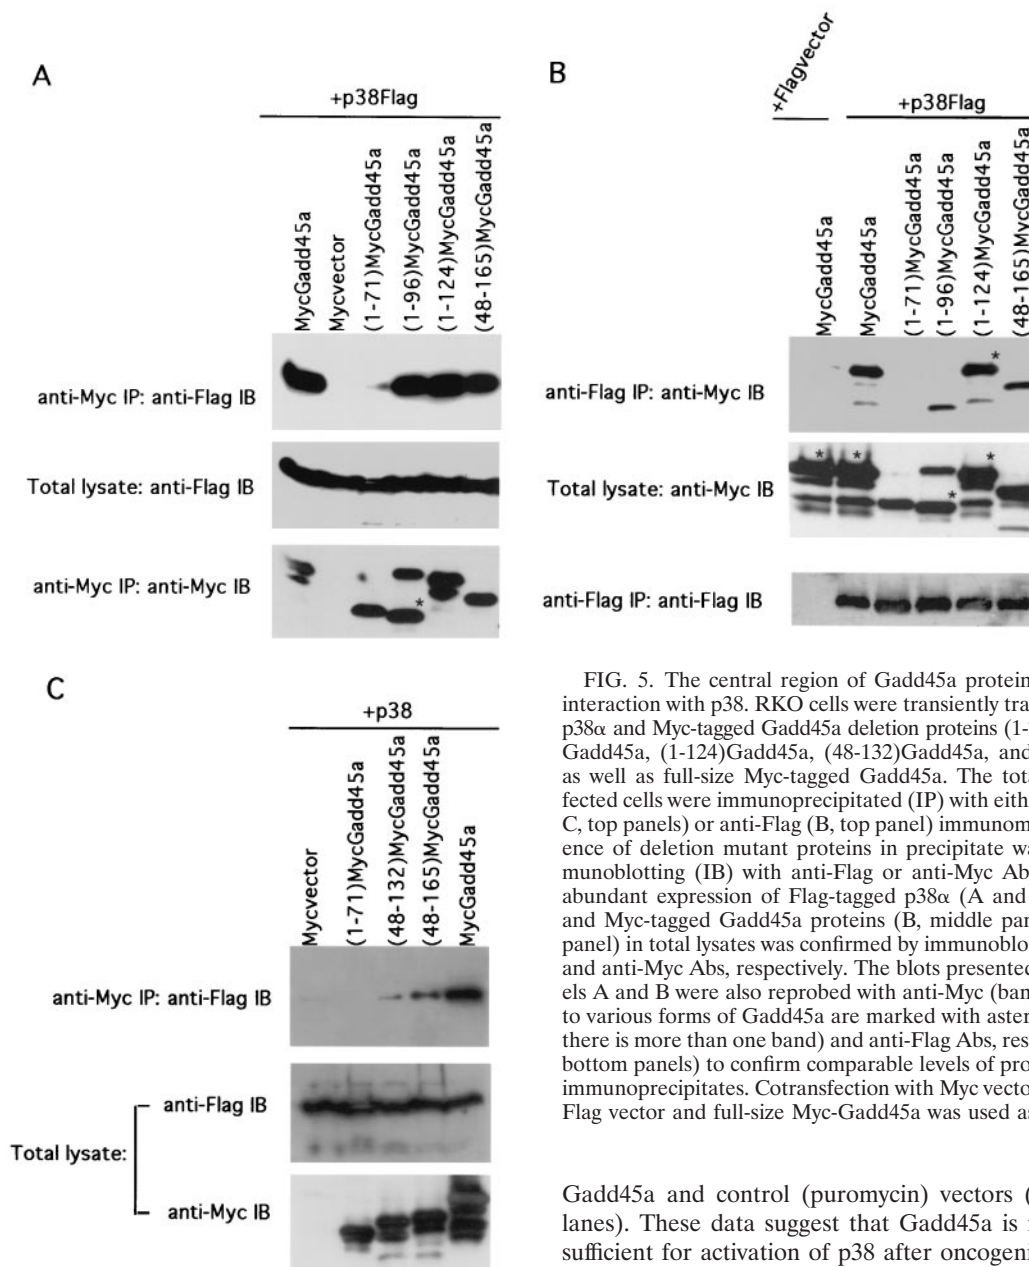 A
+p38Flag
MycGadd45a
Mycvector
(1-71)MycGadd45a
(1-96)MycGadd45a
(1-124)MycGadd45a
(48-165)MycGadd45a
anti-Myc IP: anti-Flag IB
Total lysate: anti-Flag IB
anti-Myc IP: anti-Myc IB
*
B
+Flagvector
+p38Flag
MycGadd45a
MycGadd45a
(1-71)MycGadd45a
(1-96)MycGadd45a
(1-124)MycGadd45a
(48-165)MycGadd45a
anti-Flag IP: anti-Myc IB
*
Total lysate: anti-Myc IB
* * * *
anti-Flag IP: anti-Flag IB
C
+p38
Mycvector
(1-71)MycGadd45a
(48-132)MycGadd45a
(48-165)MycGadd45a
MycGadd45a
anti-Myc IP: anti-Flag IB
Total lysate:
anti-Flag IB
anti-Myc IB
FIG. 5. The central region of Gadd45a protein
interaction with p38. RKO cells were transiently tra
p38α and Myc-tagged Gadd45a deletion proteins (1-
Gadd45a, (1-124)Gadd45a, (48-132)Gadd45a, and
as well as full-size Myc-tagged Gadd45a. The tota
fected cells were immunoprecipitated (IP) with eith
C, top panels) or anti-Flag (B, top panel) immunom
ence of deletion mutant proteins in precipitate wa
munoblotting (IB) with anti-Flag or anti-Myc Ab
abundant expression of Flag-tagged p38α (A and
and Myc-tagged Gadd45a proteins (B, middle pan
panel) in total lysates was confirmed by immunoblo
and anti-Myc Abs, respectively. The blots presented
els A and B were also reprobed with anti-Myc (ban
to various forms of Gadd45a are marked with aster
there is more than one band) and anti-Flag Abs, res
bottom panels) to confirm comparable levels of pro
immunoprecipitates. Cotransfection with Myc vector
Flag vector and full-size Myc-Gadd45a was used as
Gadd45a and control (puromycin) vectors (
lanes). These data suggest that Gadd45a is
sufficient for activation of p38 after oncogeni